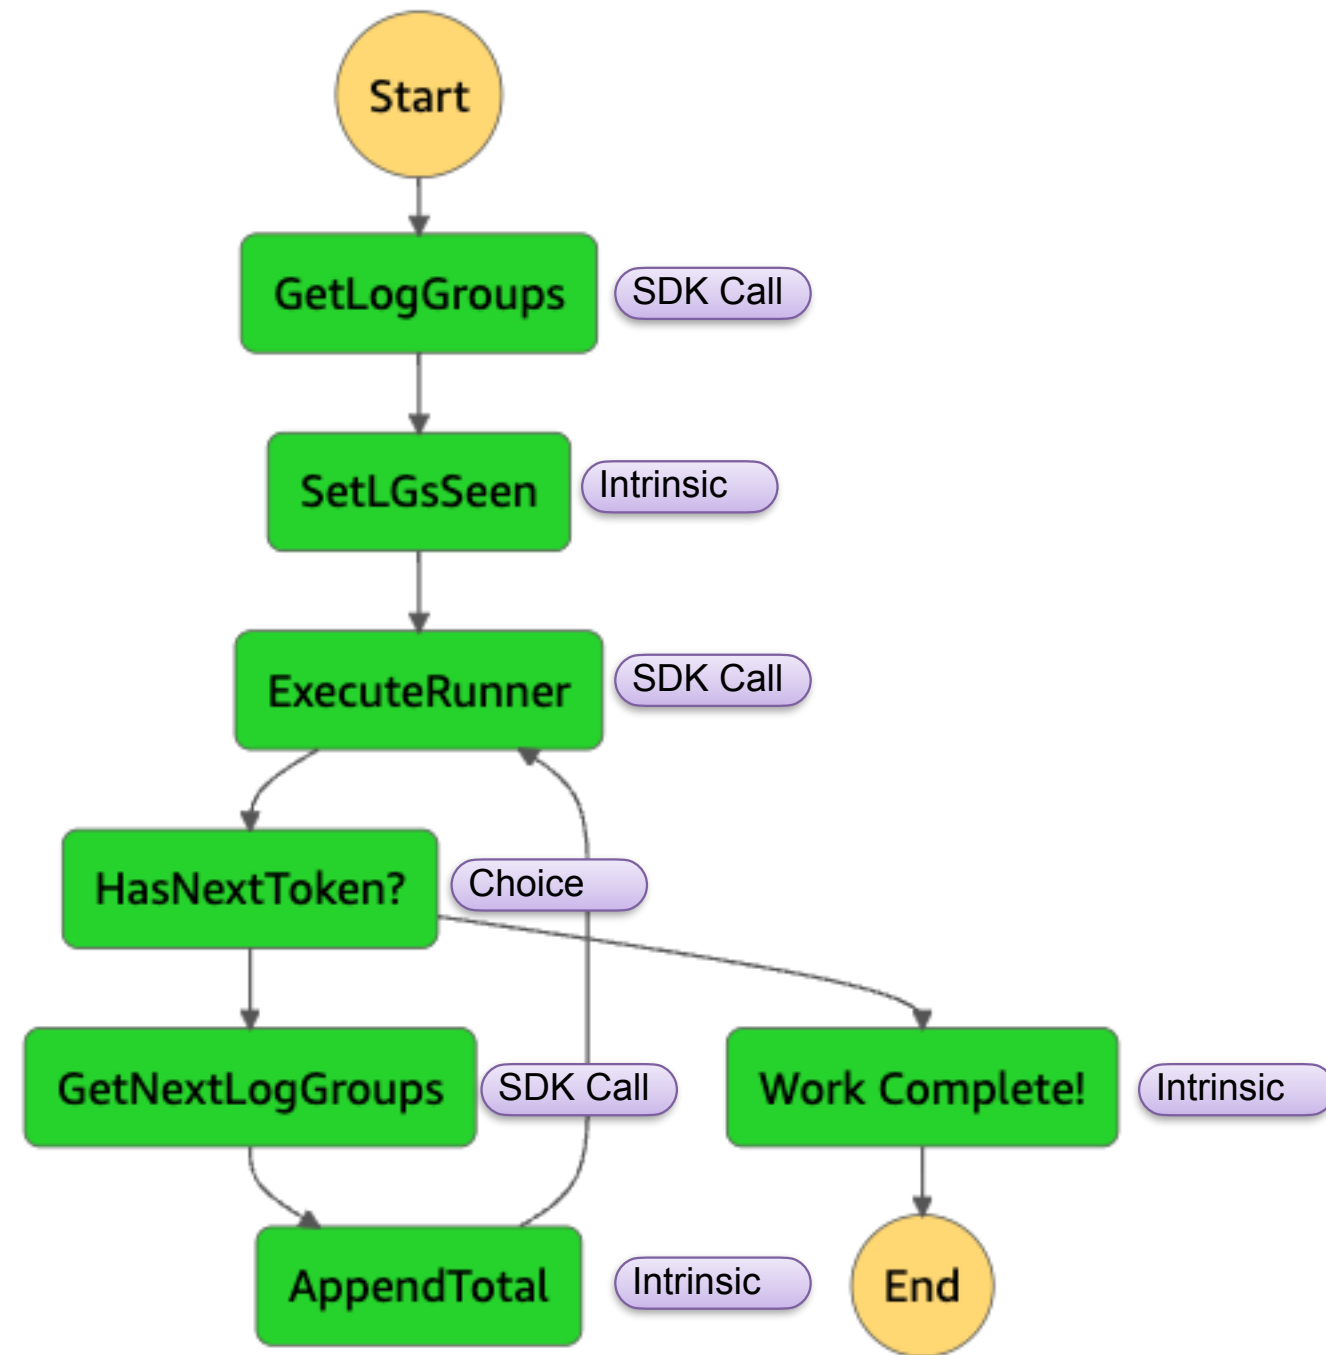 Start
GetLogGroups
SDK Call
SetLGsSeen
Intrinsic
ExecuteRunner
SDK Call
HasNextToken?
Choice
GetNextLogGroups
SDK Call
Work Complete!
Intrinsic
AppendTotal
Intrinsic
End